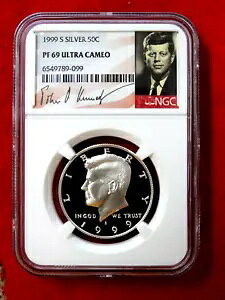 1999 S SILVER 50C
PF 69 ULTRA CAMEO
6549789-099
NGC
LIBERTY
IN GOD WE TRUST
S
1999